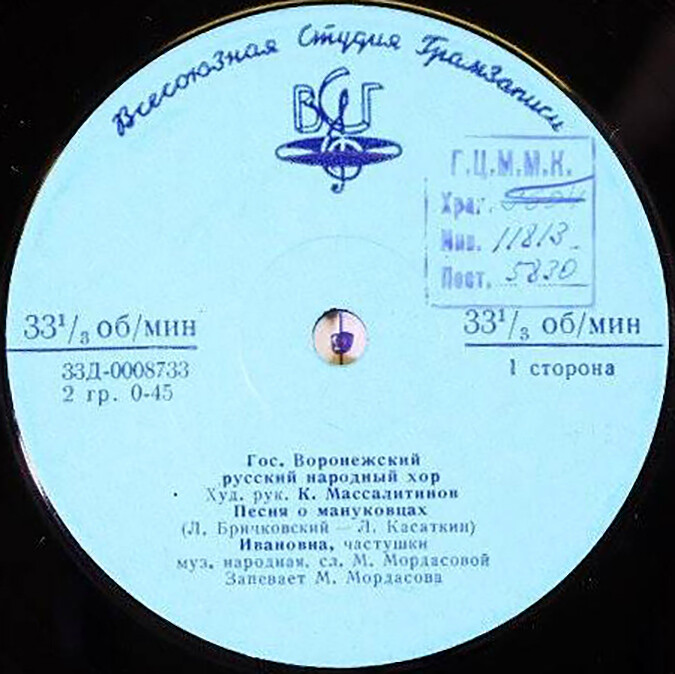 Всесоюзная Студия Грамзаписи
ВСГ
Г.Ц.М.М.К.
Инв. 11813
Пост. 5830
33¹/₃ об/мин
33¹/₃ об/мин
33Д-0008733
1 сторона
2 гр. 0-45
Гос. Воронежский
русский народный хор
Худ. рук. К. Массалитинов
Песня о мануковцах
(Л. Бричковский — Л. Касаткин)
Ивановна, частушки
муз. народная, сл. М. Мордасовой
Запевает М. Мордасова